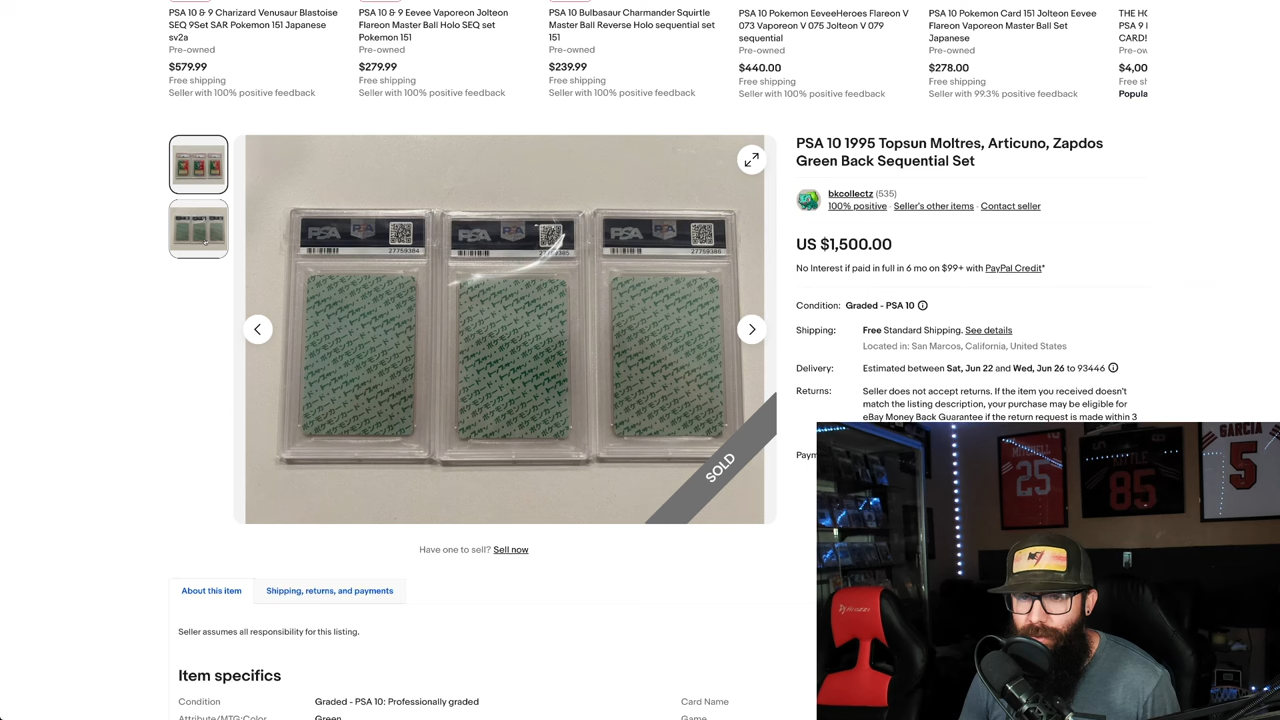 PSA 10 & 9 Charizard Venusaur Blastoise
SEQ 9Set SAR Pokemon 151 Japanese
sv2a
Pre-owned
$579.99
Free shipping
Seller with 100% positive feedback
PSA 10 & 9 Eevee Vaporeon Jolteon
Flareon Master Ball Holo SEQ set
Pokemon 151
Pre-owned
$279.99
Free shipping
Seller with 100% positive feedback
PSA 10 Bulbasaur Charmander Squirtle
Master Ball Reverse Holo sequential set
151
Pre-owned
$239.99
Free shipping
Seller with 100% positive feedback
PSA 10 Pokemon EeveeHeroes Flareon V
073 Vaporeon V 075 Jolteon V 079
sequential
Pre-owned
$440.00
Free shipping
Seller with 100% positive feedback
PSA 10 Pokemon Card 151 Jolteon Eevee
Flareon Vaporeon Master Ball Set
Japanese
Pre-owned
$278.00
Free shipping
Seller with 99.3% positive feedback
THE HO
PSA 9
CARD!
Pre-ow
$4,00
Free sh
Popula
PSA 10 1995 Topsun Moltres, Articuno, Zapdos
Green Back Sequential Set
bkcollectz (535)
100% positive · Seller's other items · Contact seller
US $1,500.00
No Interest if paid in full in 6 mo on $99+ with PayPal Credit*
Condition: Graded - PSA 10
Shipping: Free Standard Shipping. See details
Located in: San Marcos, California, United States
Delivery: Estimated between Sat, Jun 22 and Wed, Jun 26 to 93446
Returns: Seller does not accept returns. If the item you received doesn't
match the listing description, your purchase may be eligible for
eBay Money Back Guarantee if the return request is made within 3
Paym
PSA
27759384
PSA
27759385
PSA
27759386
SOLD
Have one to sell? Sell now
About this item
Shipping, returns, and payments
Seller assumes all responsibility for this listing.
Item specifics
Condition Graded - PSA 10: Professionally graded
Card Name
Attribute/MTG:Color Green
Game
25
KITTLE
85
GARCIA
5